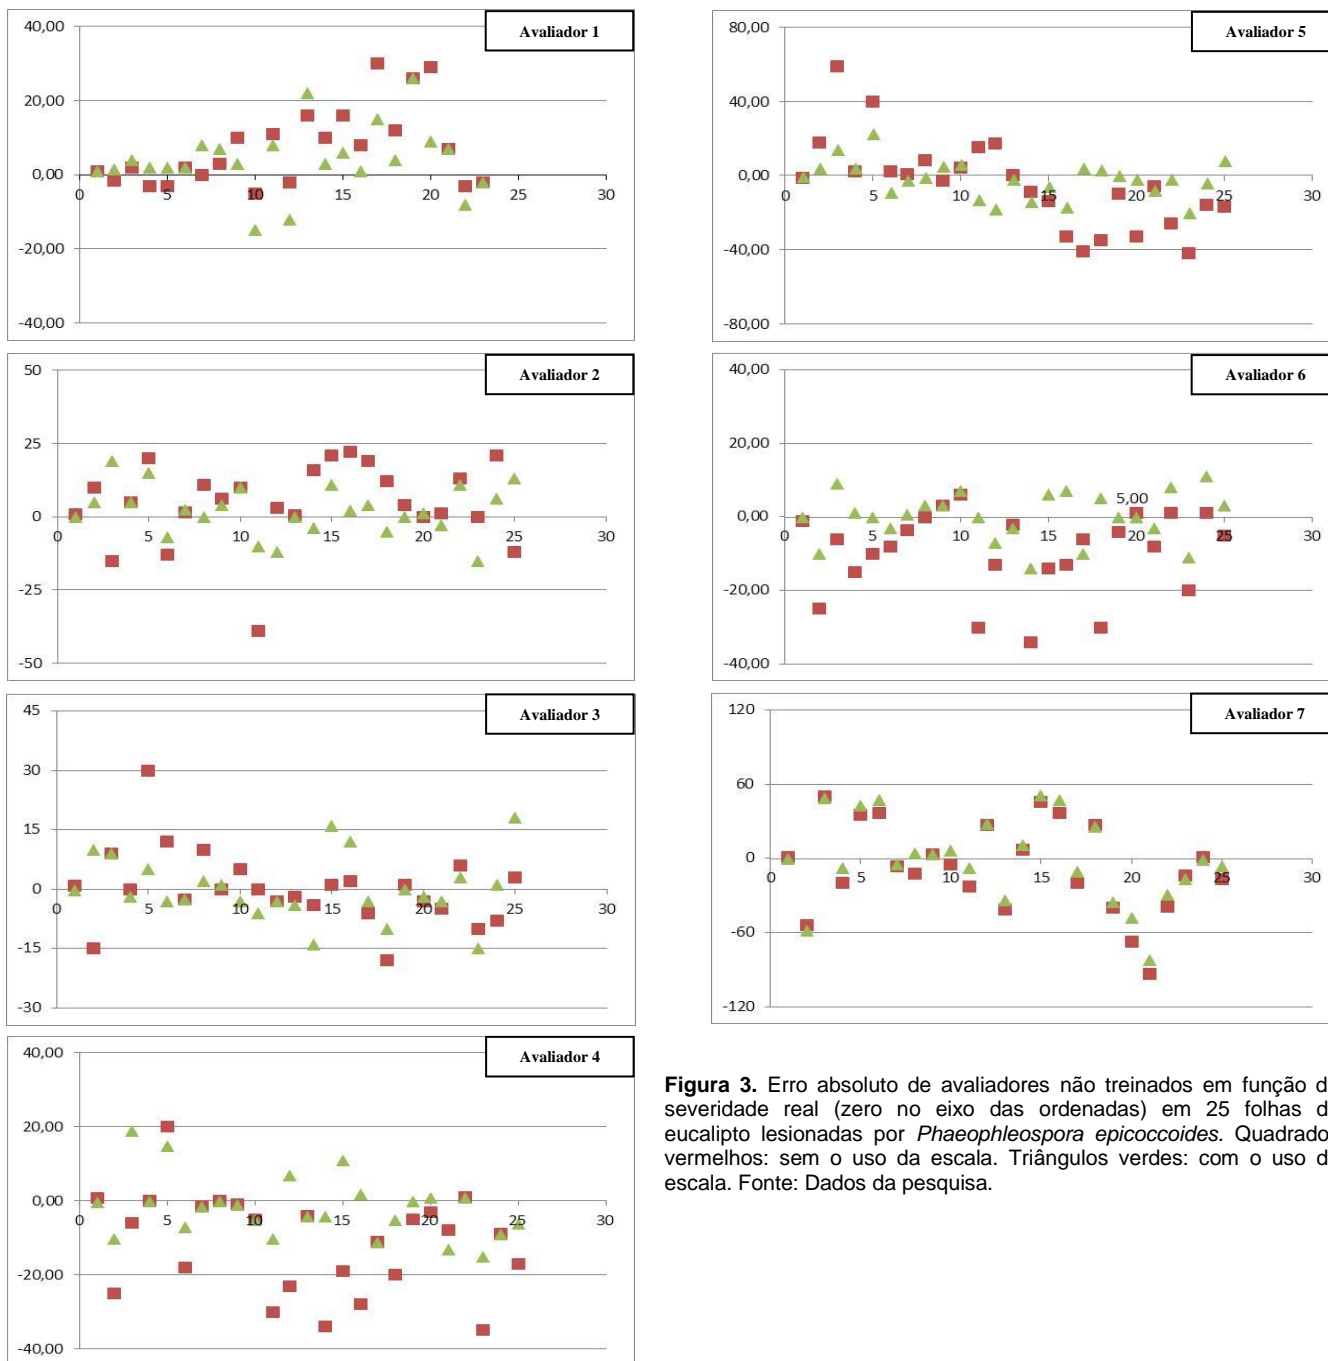 Avaliador 1
40,00
20,00
0,00
0 5 10 15 20 25 30
-20,00
-40,00
Avaliador 2
50
25
0
0 5 10 15 20 25 30
-25
-50
Avaliador 3
45
30
15
0
0 5 10 15 20 25 30
-15
-30
Avaliador 4
40,00
20,00
0,00
0 5 10 15 20 25 30
-20,00
-40,00
Avaliador 5
80,00
40,00
0,00
0 5 10 15 20 25 30
-40,00
-80,00
Avaliador 6
40,00
20,00
5,00
0,00
0 5 10 15 20 25 30
-20,00
-40,00
Avaliador 7
120
60
0
0 5 10 15 20 25 30
-60
-120
Figura 3. Erro absoluto de avaliadores não treinados em função d
severidade real (zero no eixo das ordenadas) em 25 folhas d
eucalipto lesionadas por Phaeophleospora epicoccoides. Quadrado
vermelhos: sem o uso da escala. Triângulos verdes: com o uso d
escala. Fonte: Dados da pesquisa.